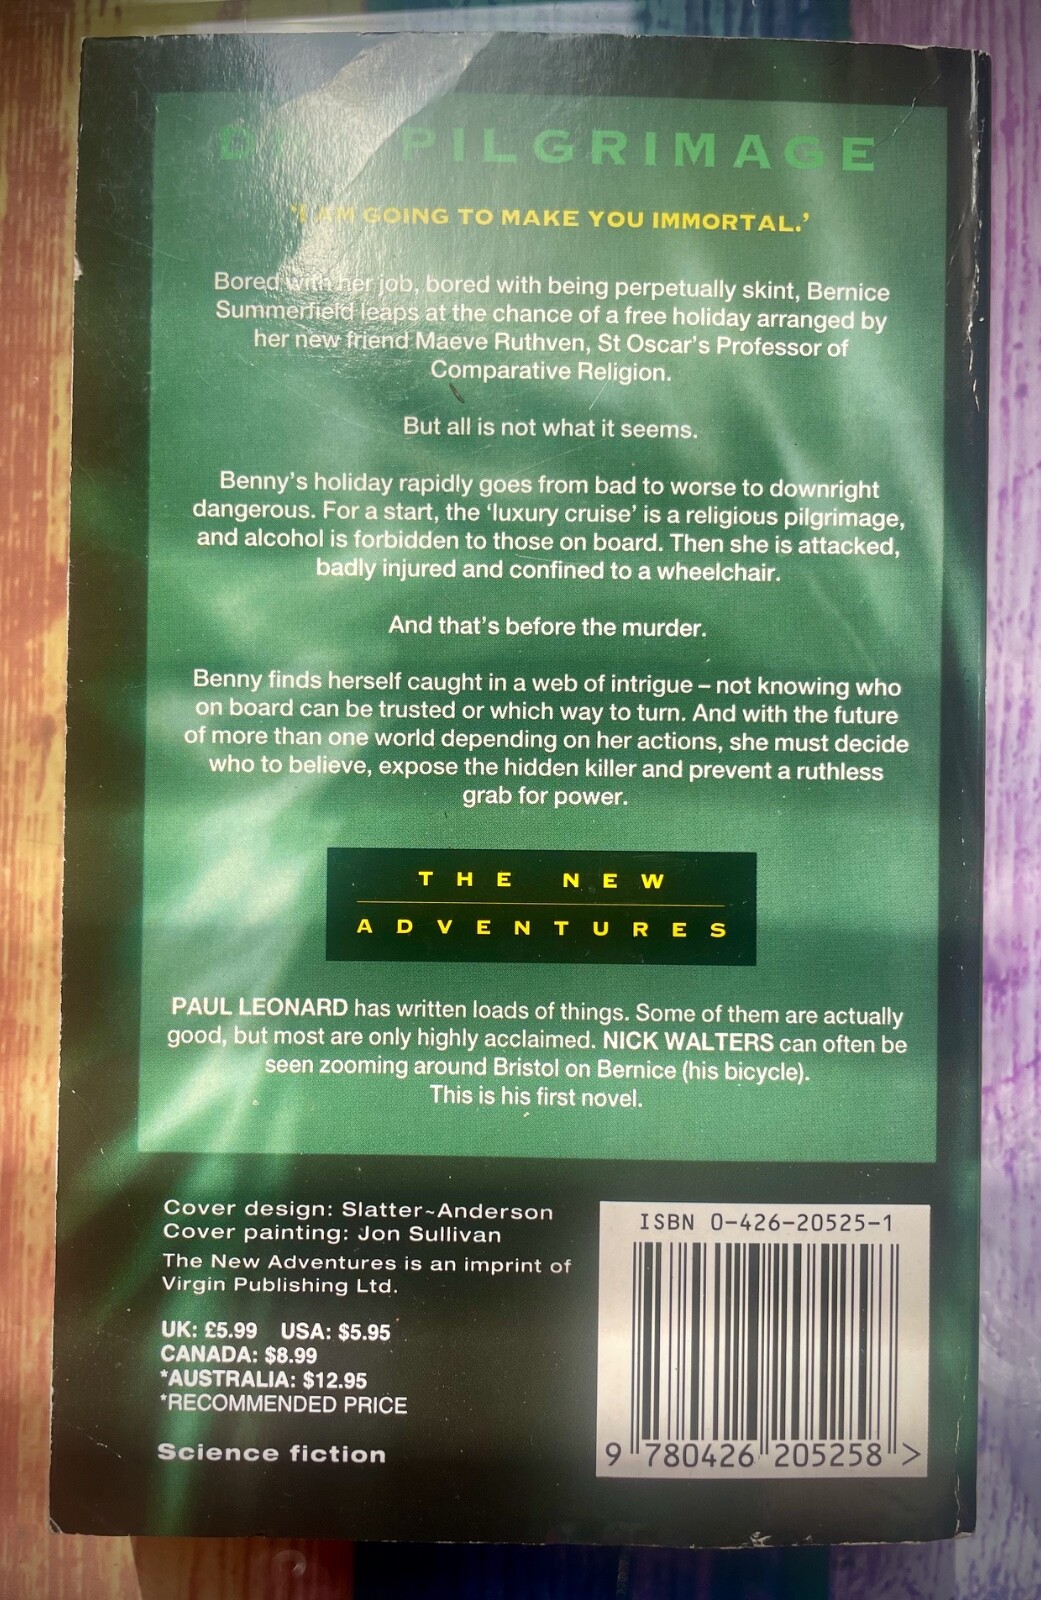 PILGRIMAGE
'I AM GOING TO MAKE YOU IMMORTAL.'
Bored with her job, bored with being perpetually skint, Bernice
Summerfield leaps at the chance of a free holiday arranged by
her new friend Maeve Ruthven, St Oscar's Professor of
Comparative Religion.
But all is not what it seems.
Benny's holiday rapidly goes from bad to worse to downright
dangerous. For a start, the 'luxury cruise' is a religious pilgrimage,
and alcohol is forbidden to those on board. Then she is attacked,
badly injured and confined to a wheelchair.
And that's before the murder.
Benny finds herself caught in a web of intrigue – not knowing who
on board can be trusted or which way to turn. And with the future
of more than one world depending on her actions, she must decide
who to believe, expose the hidden killer and prevent a ruthless
grab for power.
THE NEW
ADVENTURES
PAUL LEONARD has written loads of things. Some of them are actually
good, but most are only highly acclaimed. NICK WALTERS can often be
seen zooming around Bristol on Bernice (his bicycle).
This is his first novel.
Cover design: Slatter~Anderson
Cover painting: Jon Sullivan
The New Adventures is an imprint of
Virgin Publishing Ltd.
UK: £5.99 USA: $5.95
CANADA: $8.99
*AUSTRALIA: $12.95
*RECOMMENDED PRICE
Science fiction
ISBN 0-426-20525-1
9 780426 205258 >